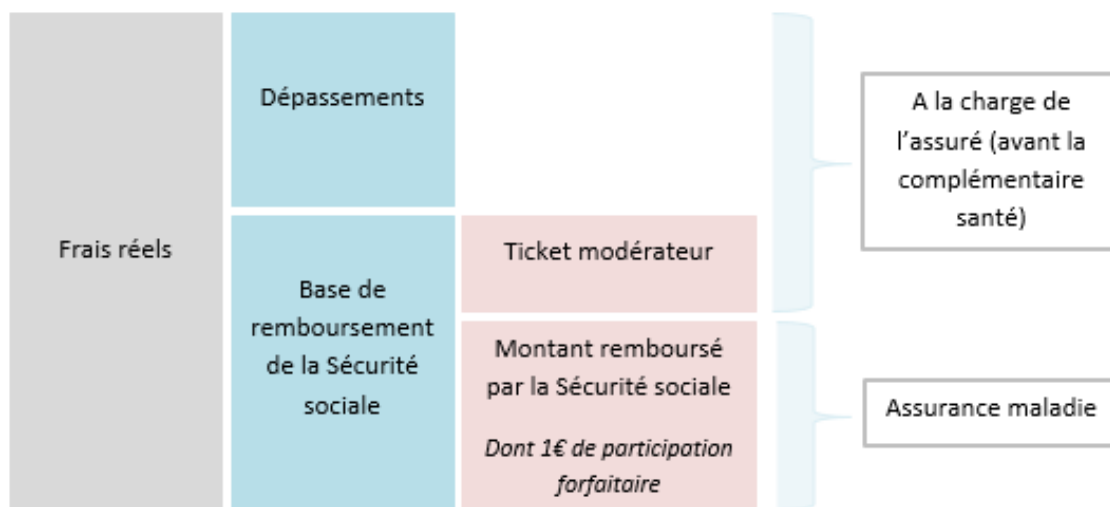 Frais réels
Dépassements
Base de
remboursement
de la Sécurité
sociale
Ticket modérateur
Montant remboursé
par la Sécurité sociale
Dont 1€ de participation
forfaitaire
A la charge de
l’assuré (avant la
complémentaire
santé)
Assurance maladie